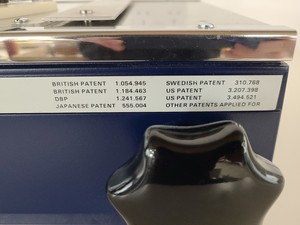 BRITISH PATENT 1.054.945 SWEDISH PATENT 310.768
BRITISH PATENT 1.184.463 US PATENT 3.207.398
DBP 1.241.567 US PATENT 3.494.521
JAPANESE PATENT 555.004 OTHER PATENTS APPLIED FOR